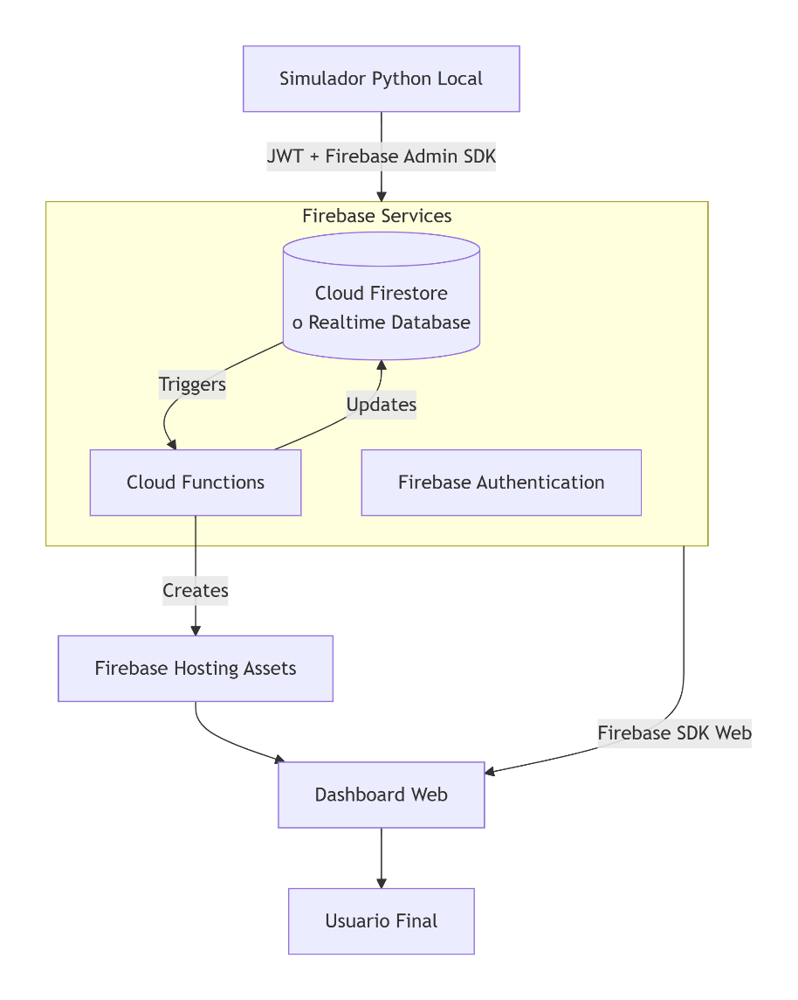 Simulador Python Local
JWT + Firebase Admin SDK
Firebase Services
Cloud Firestore
o Realtime Database
Triggers
Updates
Cloud Functions
Firebase Authentication
Creates
Firebase Hosting Assets
Firebase SDK Web
Dashboard Web
Usuario Final